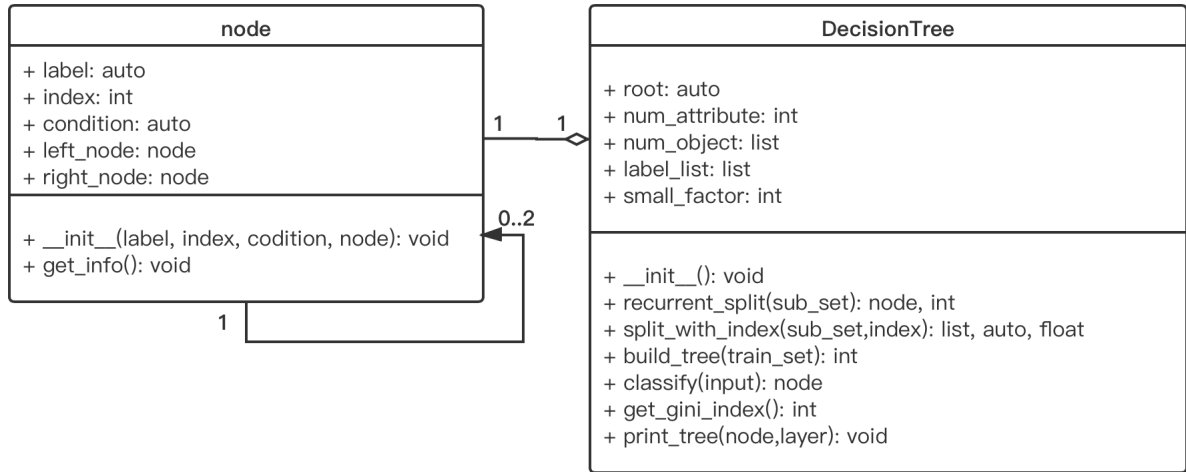 node
+ label: auto
+ index: int
+ condition: auto
+ left_node: node
+ right_node: node
+ __init__(label, index, codition, node): void
+ get_info(): void
1
0..2
1
1
DecisionTree
+ root: auto
+ num_attribute: int
+ num_object: list
+ label_list: list
+ small_factor: int
+ __init__(): void
+ recurrent_split(sub_set): node, int
+ split_with_index(sub_set,index): list, auto, float
+ build_tree(train_set): int
+ classify(input): node
+ get_gini_index(): int
+ print_tree(node,layer): void